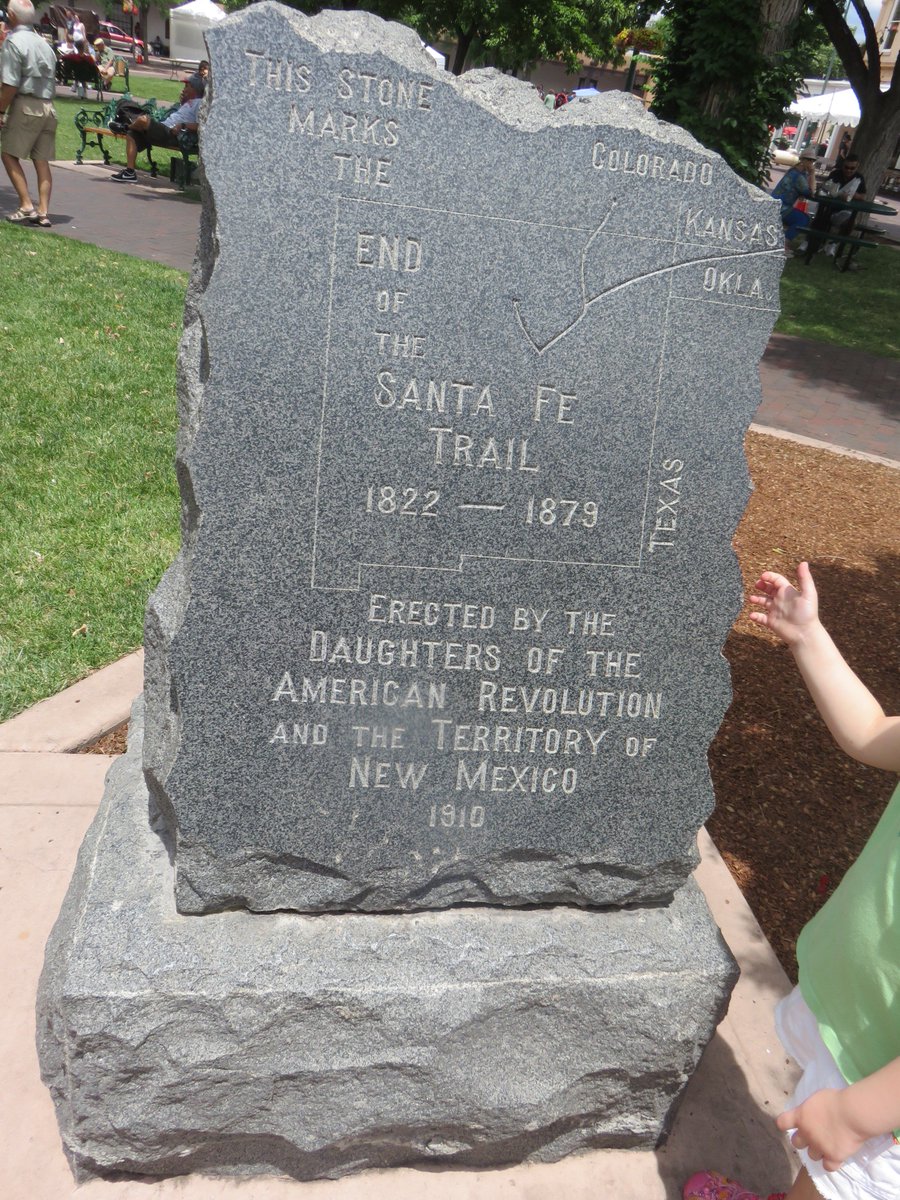 THIS STONE
MARKS
THE
COLORADO
KANSAS
OKLA.
END
OF
THE
SANTA FE
TRAIL
1822 — 1879
TEXAS
ERECTED BY THE
DAUGHTERS OF THE
AMERICAN REVOLUTION
AND THE TERRITORY OF
NEW MEXICO
1910